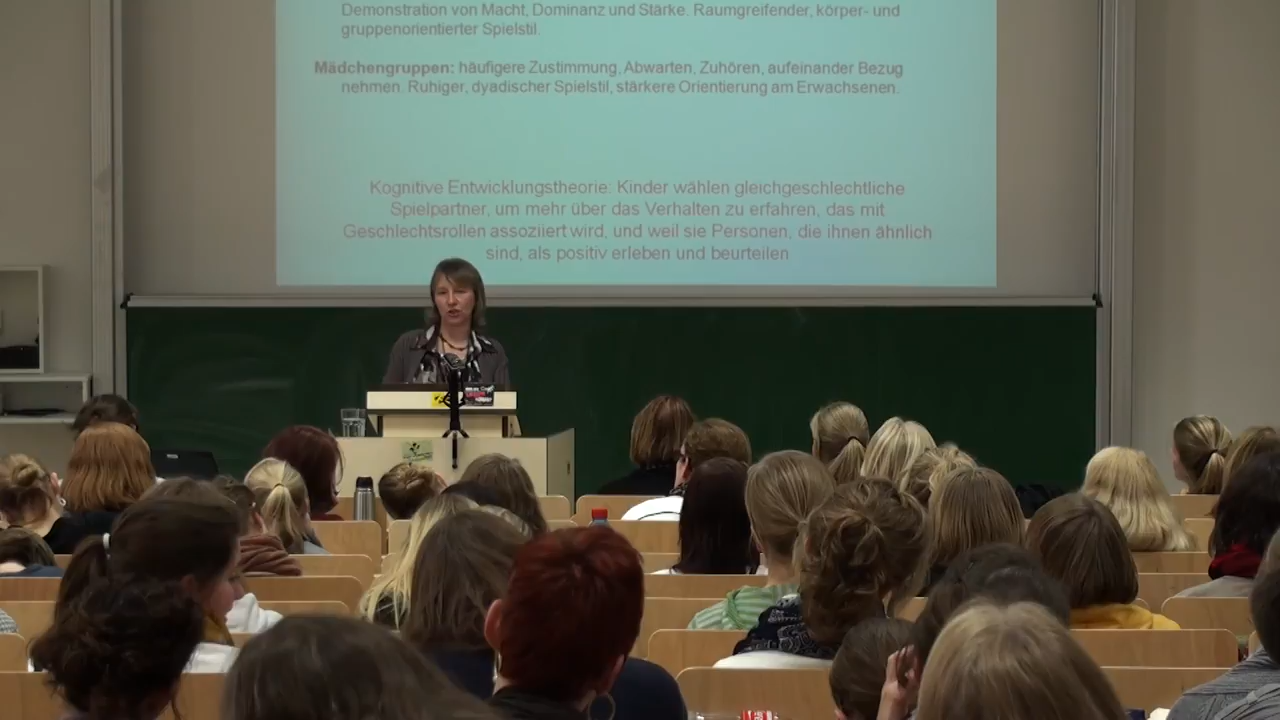 Demonstration von Macht, Dominanz und Stärke. Raumgreifender, körper- und
gruppenorientierter Spielstil.
Mädchengruppen: häufigere Zustimmung, Abwarten, Zuhören, aufeinander Bezug
nehmen. Ruhiger, dyadischer Spielstil, stärkere Orientierung am Erwachsenen.
Kognitive Entwicklungstheorie: Kinder wählen gleichgeschlechtliche
Spielpartner, um mehr über das Verhalten zu erfahren, das mit
Geschlechtsrollen assoziiert wird, und weil sie Personen, die ihnen ähnlich
sind, als positiv erleben und beurteilen